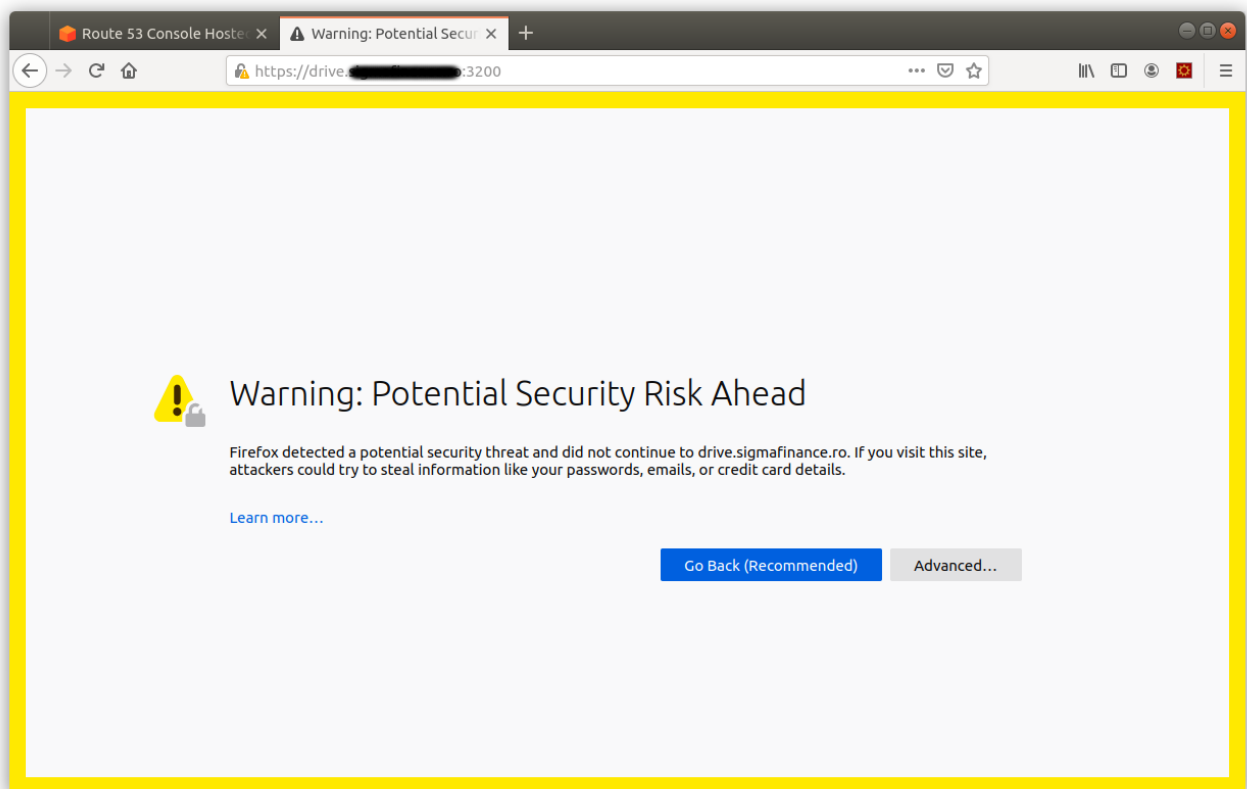 Route 53 Console Hosted
Warning: Potential Secur
https://drive.
:3200
Warning: Potential Security Risk Ahead
Firefox detected a potential security threat and did not continue to drive.sigmafinance.ro. If you visit this site,
attackers could try to steal information like your passwords, emails, or credit card details.
Learn more…
Go Back (Recommended)
Advanced…